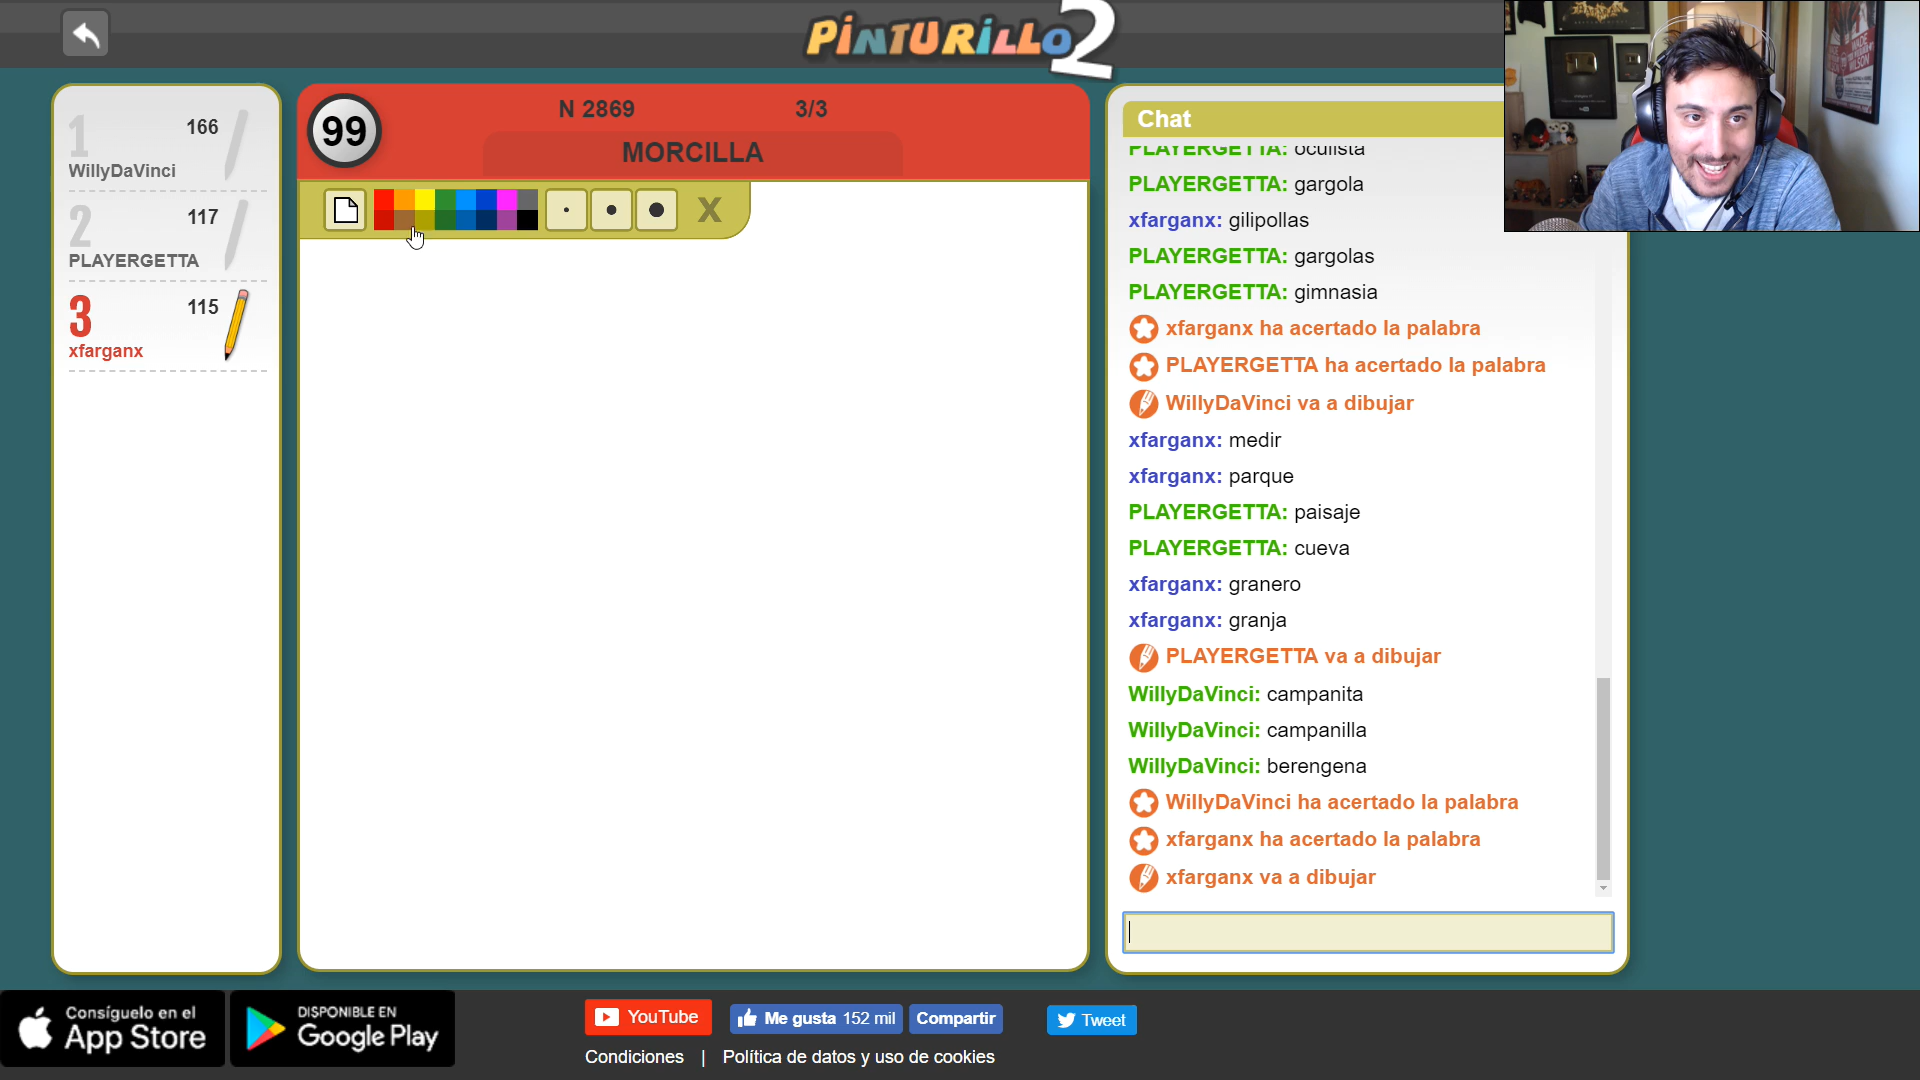 PINTURILLO 2
1
166
WillyDaVinci
2
117
PLAYERGETTA
3
115
xfarganx
99
N 2869
3/3
MORCILLA
X
Chat
PLAYERGETTA: oculista
PLAYERGETTA: gargola
xfarganx: gilipollas
PLAYERGETTA: gargolas
PLAYERGETTA: gimnasia
xfarganx ha acertado la palabra
PLAYERGETTA ha acertado la palabra
WillyDaVinci va a dibujar
xfarganx: medir
xfarganx: parque
PLAYERGETTA: paisaje
PLAYERGETTA: cueva
xfarganx: granero
xfarganx: granja
PLAYERGETTA va a dibujar
WillyDaVinci: campanita
WillyDaVinci: campanilla
WillyDaVinci: berengena
WillyDaVinci ha acertado la palabra
xfarganx ha acertado la palabra
xfarganx va a dibujar
Consíguelo en el
App Store
DISPONIBLE EN
Google Play
YouTube
Me gusta 152 mil
Compartir
Tweet
Condiciones | Política de datos y uso de cookies